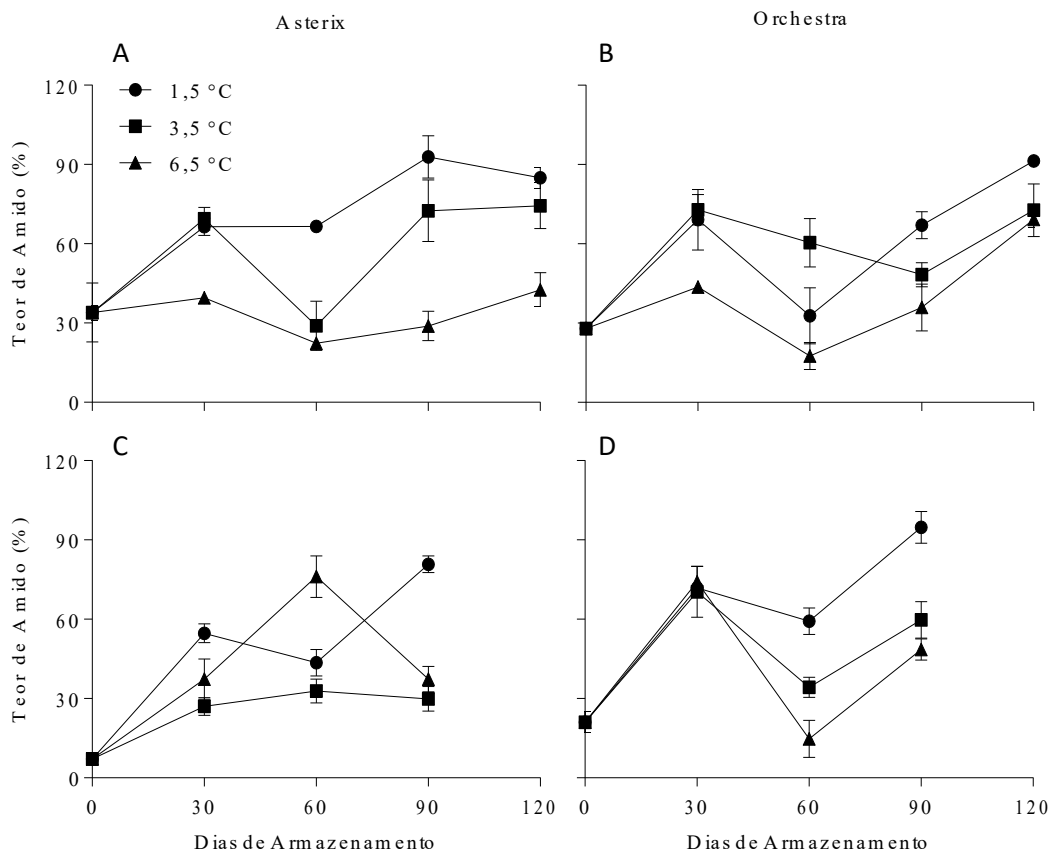 Asterix
Orchestra
A
B
1,5 °C
3,5 °C
6,5 °C
Teor de Amido (%)
120
90
60
30
0
C
D
Teor de Amido (%)
120
90
60
30
0
0 30 60 90 120
0 30 60 90 120
Dias de Armazenamento
Dias de Armazenamento